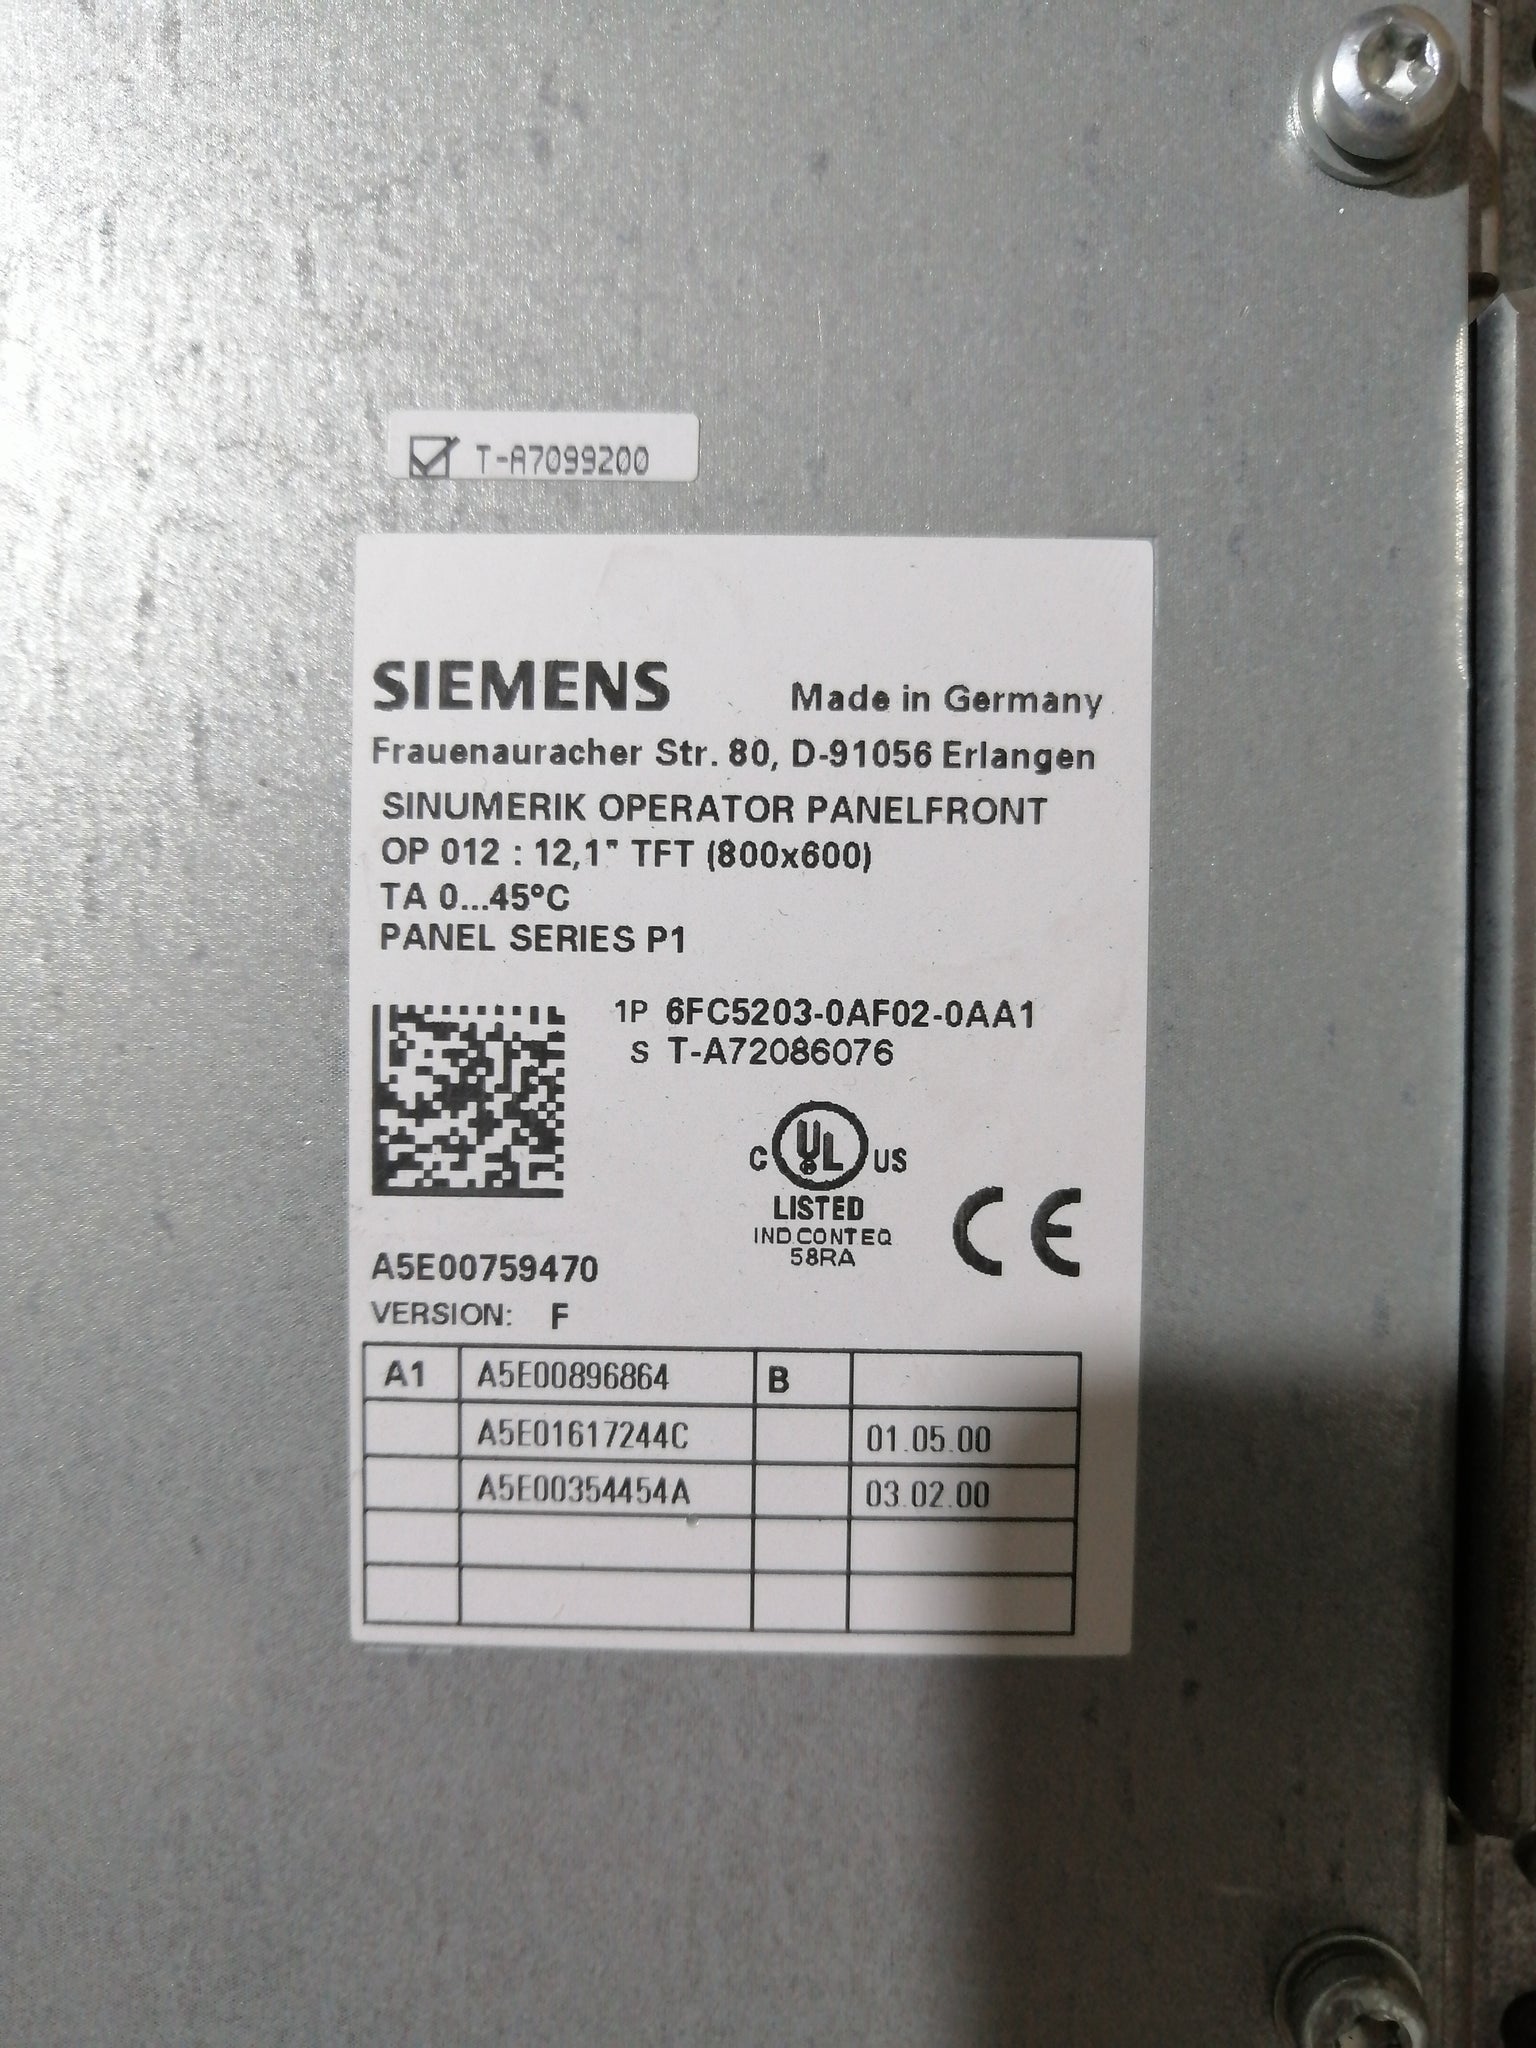 T-A7099200
SIEMENS Made in Germany
Frauenauracher Str. 80, D-91056 Erlangen
SINUMERIK OPERATOR PANELFRONT
OP 012 : 12,1" TFT (800x600)
TA 0...45°C
PANEL SERIES P1
1P 6FC5203-0AF02-0AA1
S T-A72086076
C UL US
LISTED
IND.CONT.EQ
58RA
CE
A5E00759470
VERSION: F
A1 A5E00896864 B
A5E01617244C 01.05.00
A5E00354454A 03.02.00